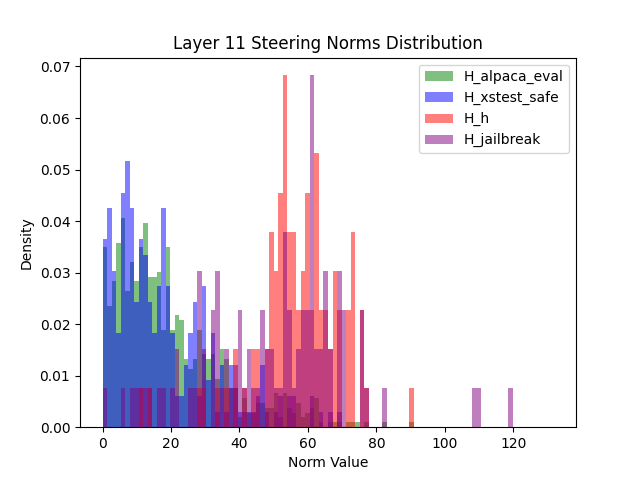 Layer 11 Steering Norms Distribution
H_alpaca_eval
H_xstest_safe
H_h
H_jailbreak
Density
0.07
0.06
0.05
0.04
0.03
0.02
0.01
0.00
0 20 40 60 80 100 120
Norm Value